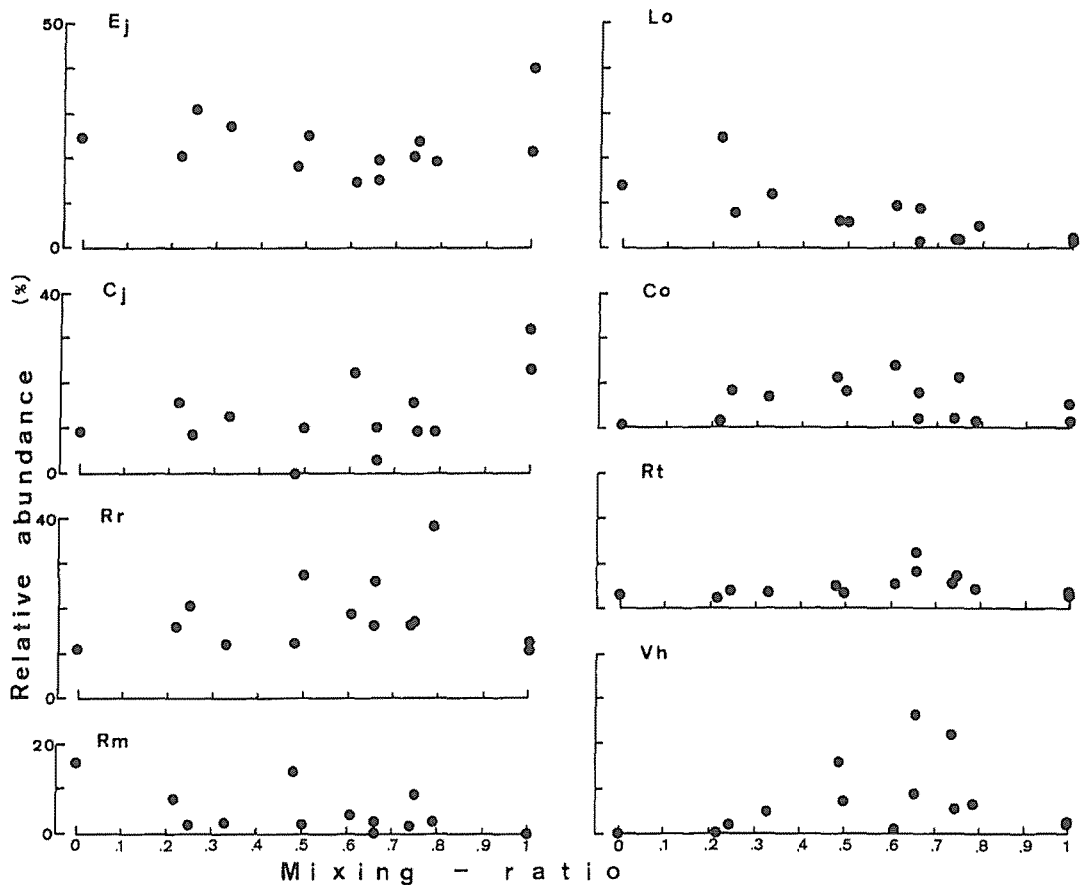 Ej
50
0
Lo
Cj
40
0
Co
Rr
40
0
Rt
Rm
20
0
Vh
0 .1 .2 .3 .4 .5 .6 .7 .8 .9 1
0 .1 .2 .3 .4 .5 .6 .7 .8 .9 1
Relative abundance (%)
Mixing - ratio